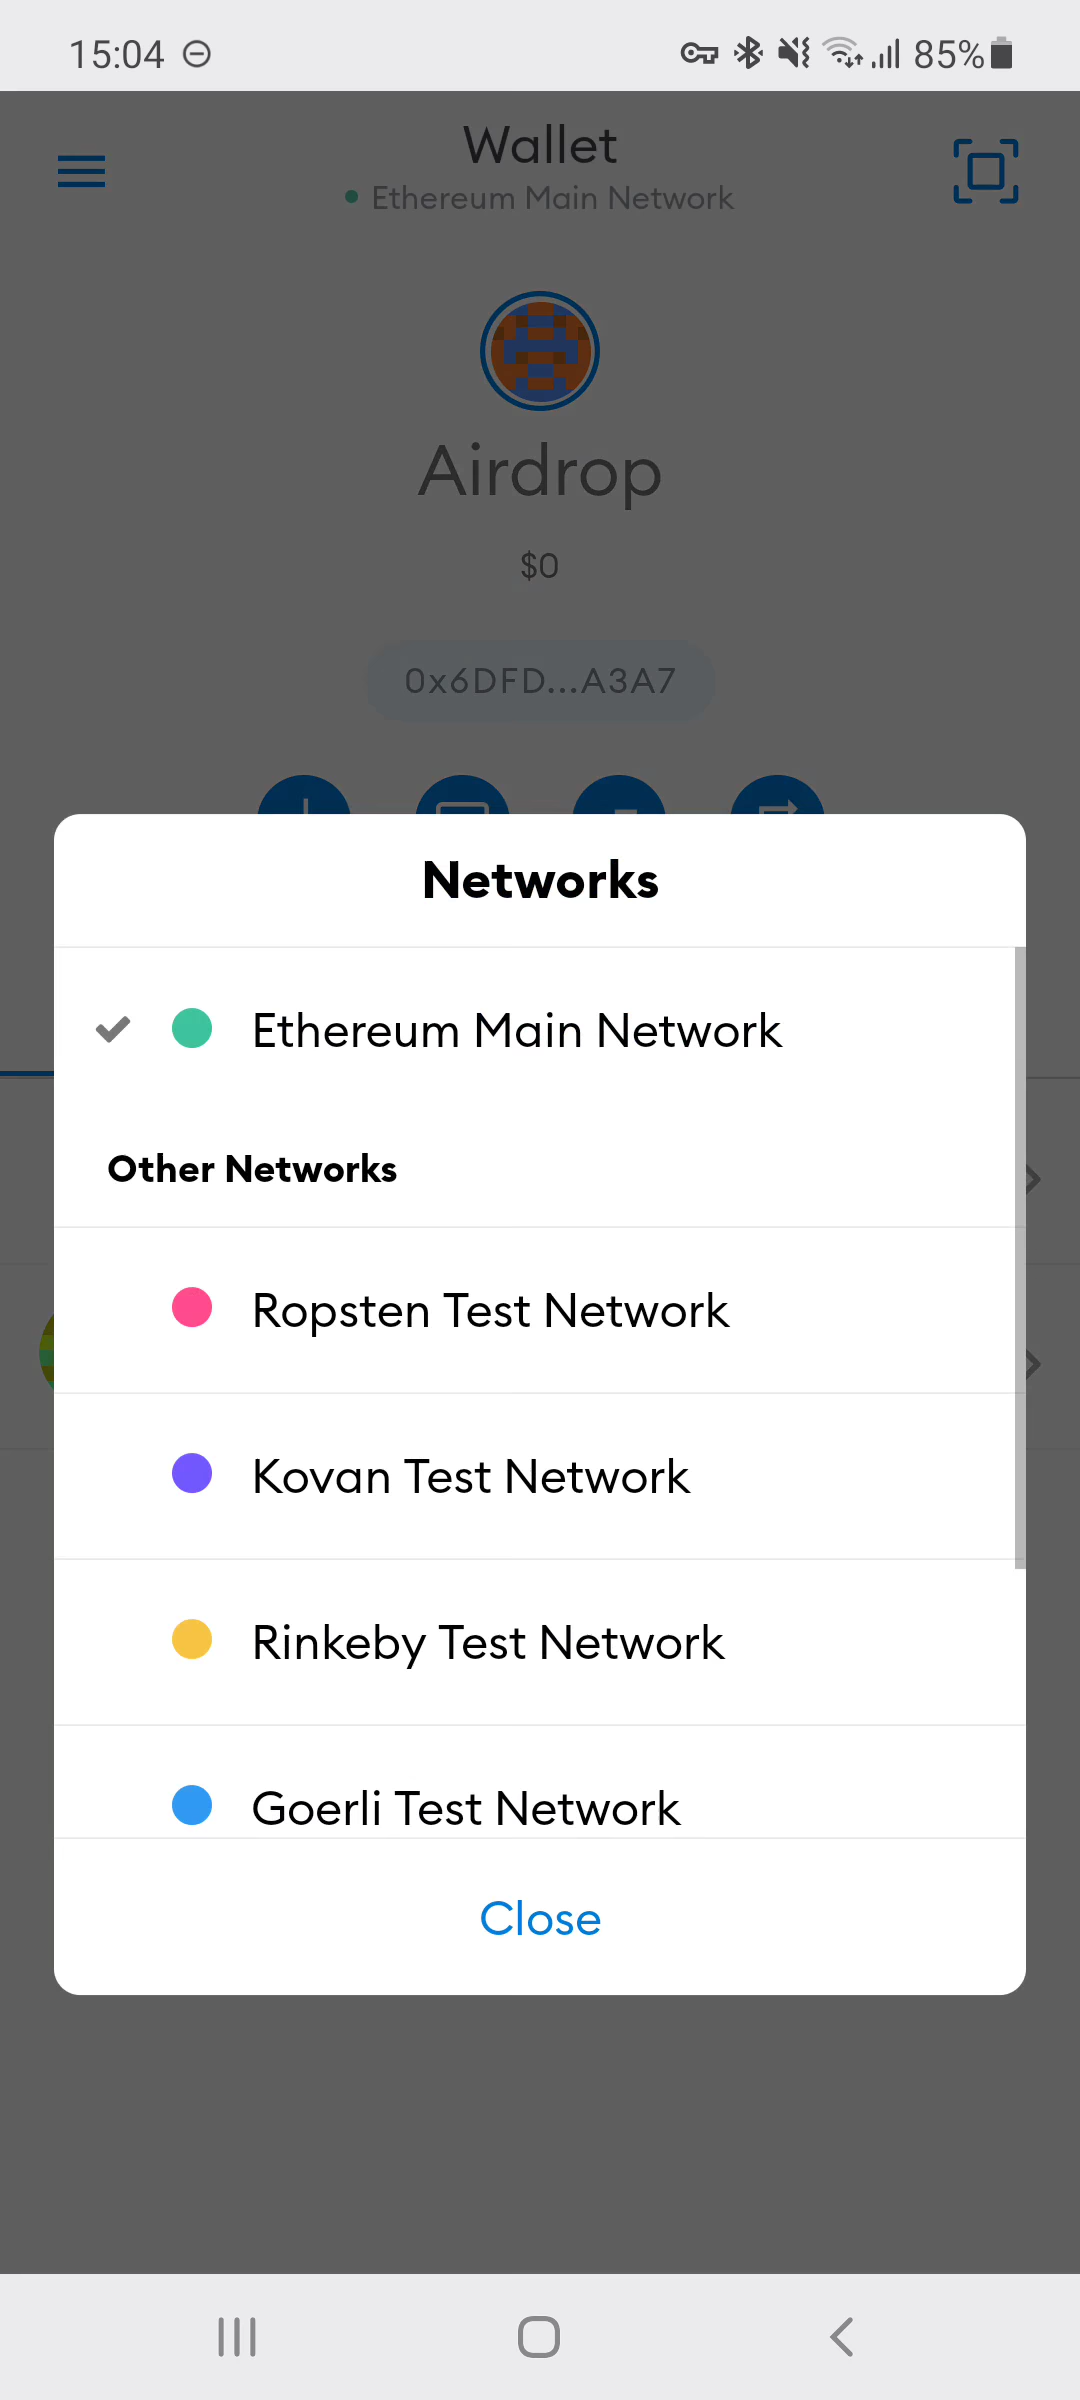 15:04
85%
Wallet
Ethereum Main Network
Airdrop
$0
0x6DFD...A3A7
Networks
Ethereum Main Network
Other Networks
Ropsten Test Network
Kovan Test Network
Rinkeby Test Network
Goerli Test Network
Close